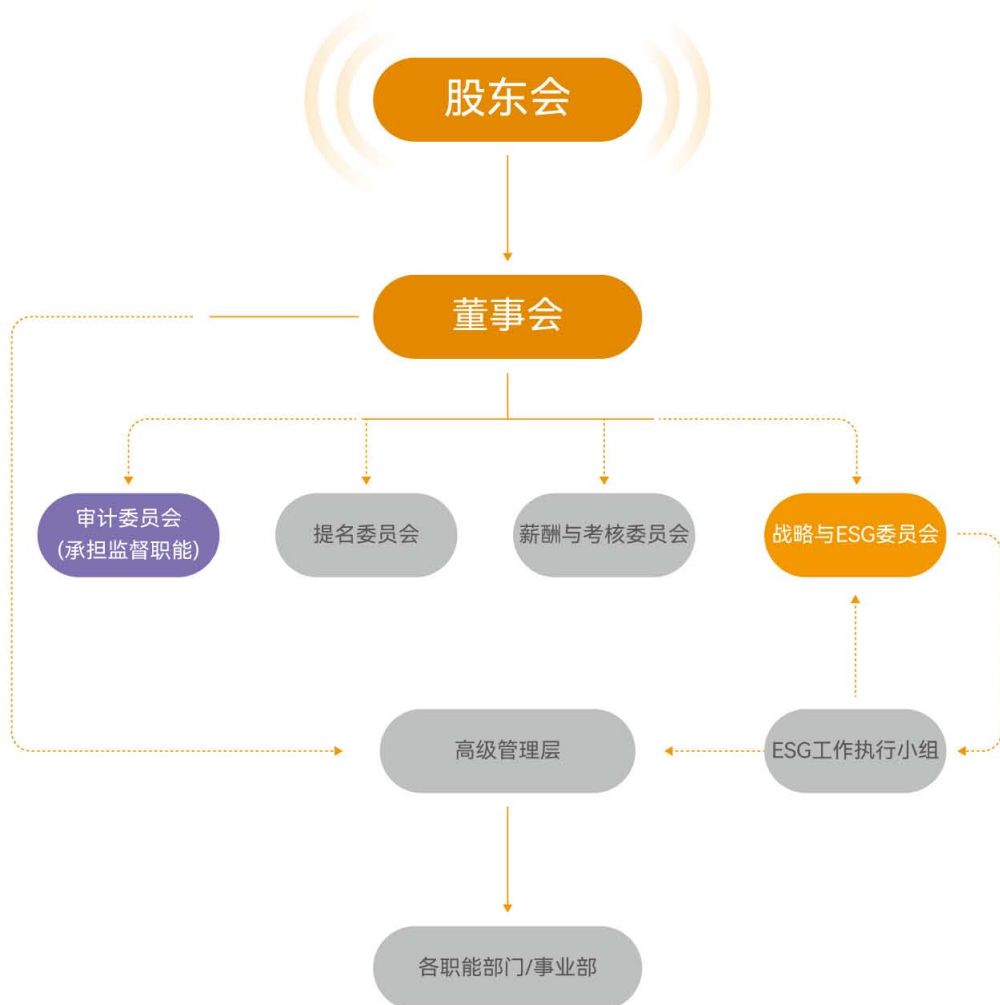 股东会
董事会
审计委员会
(承担监督职能)
提名委员会
薪酬与考核委员会
战略与ESG委员会
高级管理层
ESG工作执行小组
各职能部门/事业部